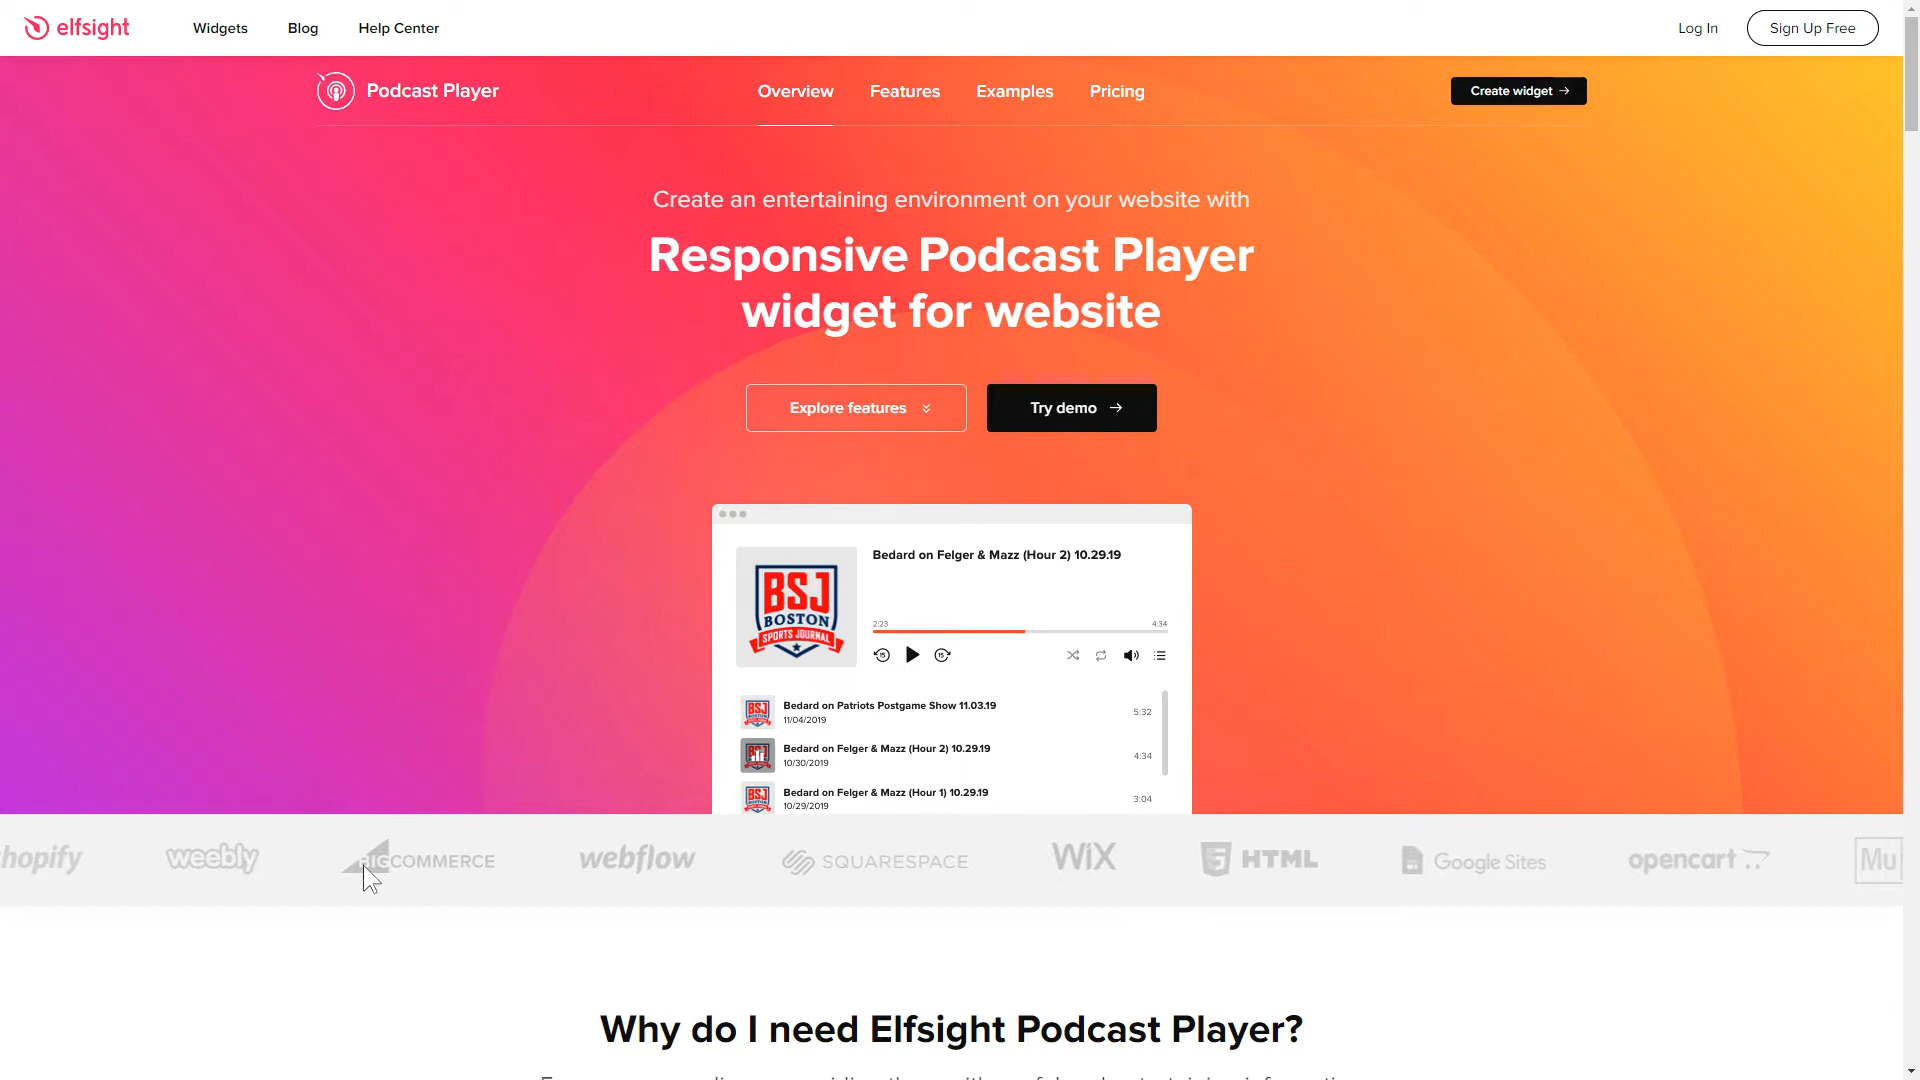 elfsight
Widgets
Blog
Help Center
Log In
Sign Up Free
Podcast Player
Overview
Features
Examples
Pricing
Create widget
Create an entertaining environment on your website with
Responsive Podcast Player
widget for website
Explore features
Try demo
BSJ
BOSTON
SPORTS JOURNAL
Bedard on Felger & Mazz (Hour 2) 10.29.19
2:23
4:34
15
15
Bedard on Patriots Postgame Show 11.03.19
11/04/2019
5:32
Bedard on Felger & Mazz (Hour 2) 10.29.19
10/30/2019
4:34
Bedard on Felger & Mazz (Hour 1) 10.29.19
10/29/2019
3:04
hopify
weebly
BIGCOMMERCE
webflow
SQUARESPACE
WiX
HTML
Google Sites
opencart
Mu
Why do I need Elfsight Podcast Player?